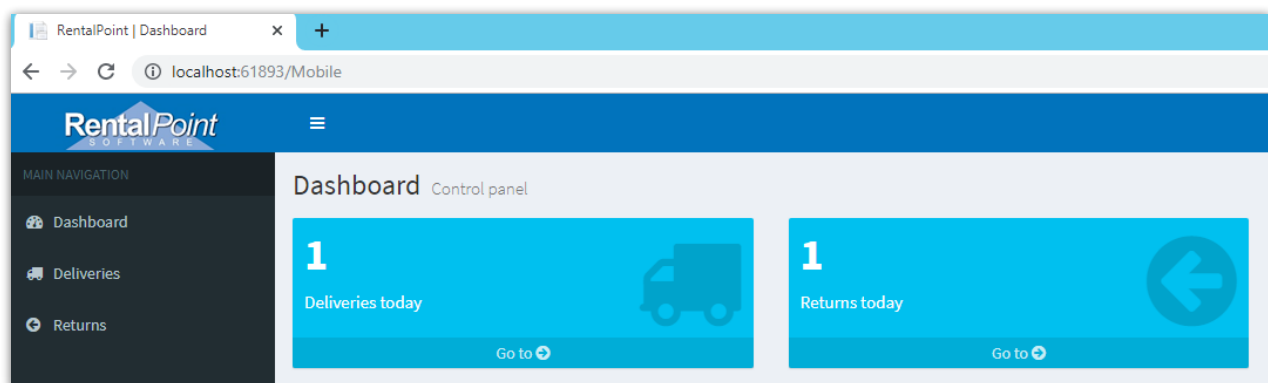 RentalPoint | Dashboard
localhost:61893/Mobile
RentalPoint
SOFTWARE
MAIN NAVIGATION
Dashboard
Deliveries
Returns
Dashboard Control panel
1
Deliveries today
Go to
1
Returns today
Go to